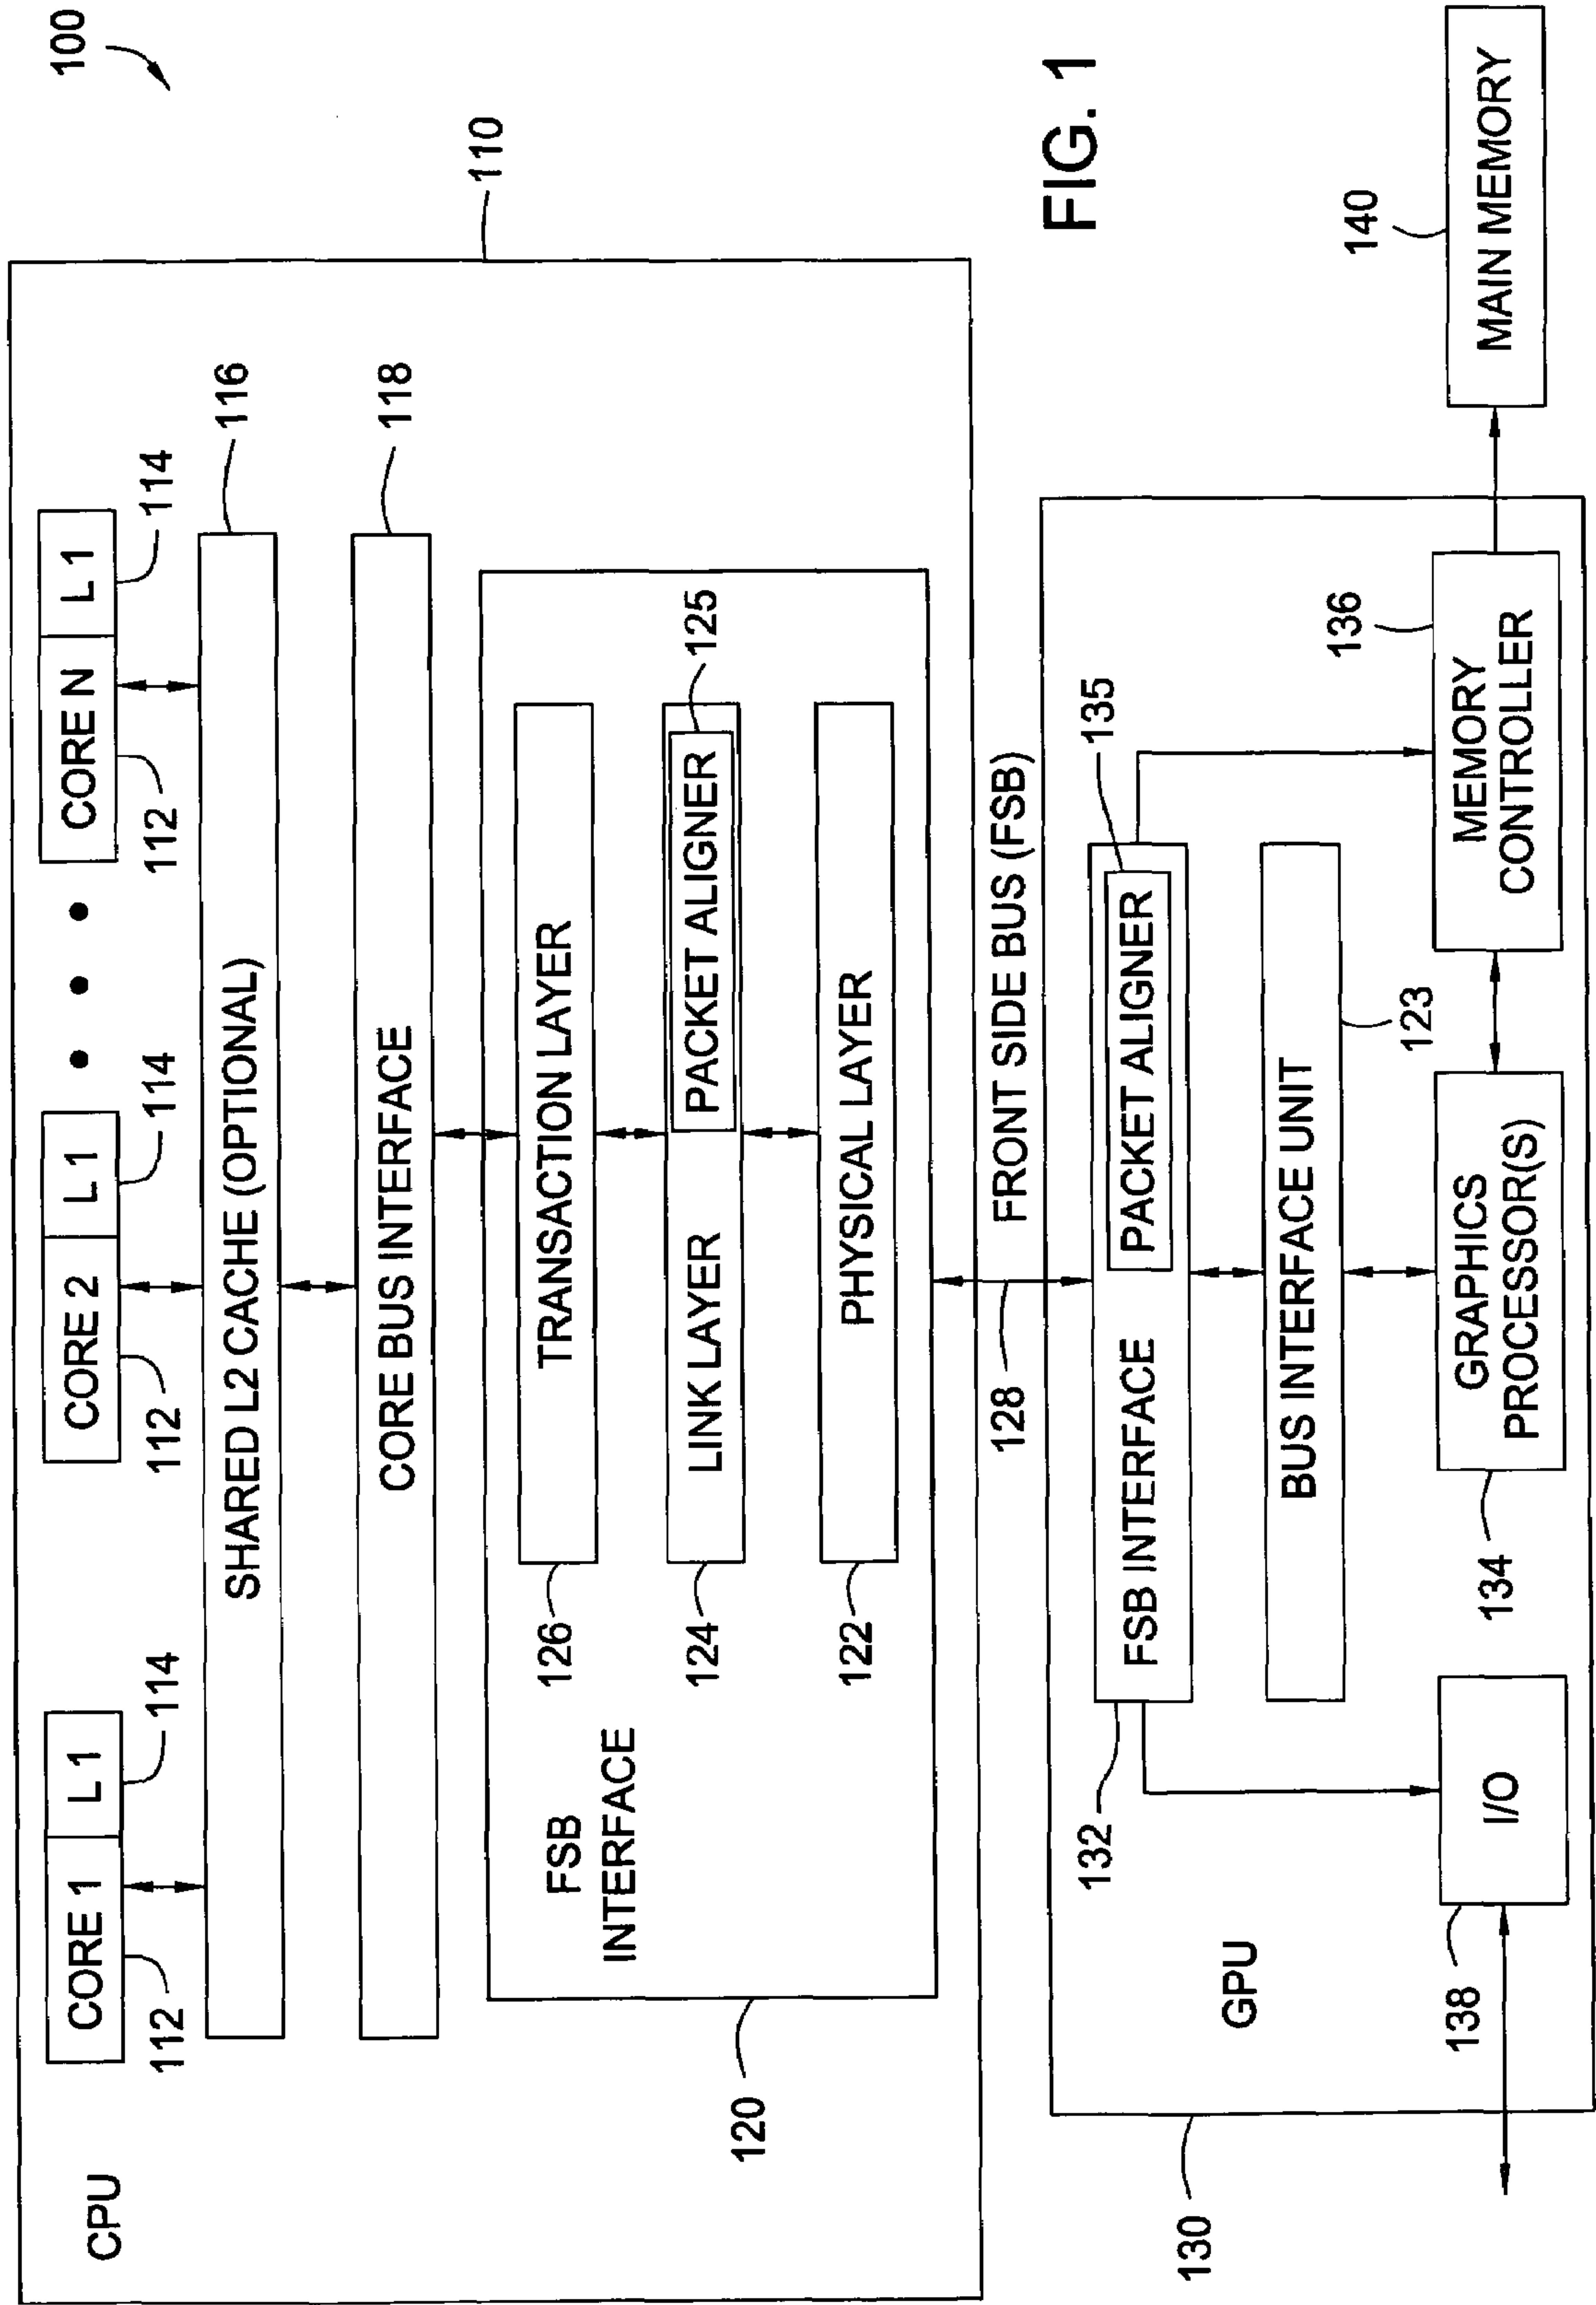 100
CPU
110
CORE 1
L1
CORE 2
L1
CORE N
L1
112
114
112
114
112
114
SHARED L2 CACHE (OPTIONAL)
116
CORE BUS INTERFACE
118
FSB
INTERFACE
120
126
TRANSACTION LAYER
124
LINK LAYER
PACKET ALIGNER
125
122
PHYSICAL LAYER
128
FRONT SIDE BUS (FSB)
FIG. 1
GPU
130
132
FSB INTERFACE
PACKET ALIGNER
135
BUS INTERFACE UNIT
123
138
I/O
134
GRAPHICS
PROCESSOR(S)
136
MEMORY
CONTROLLER
140
MAIN MEMORY